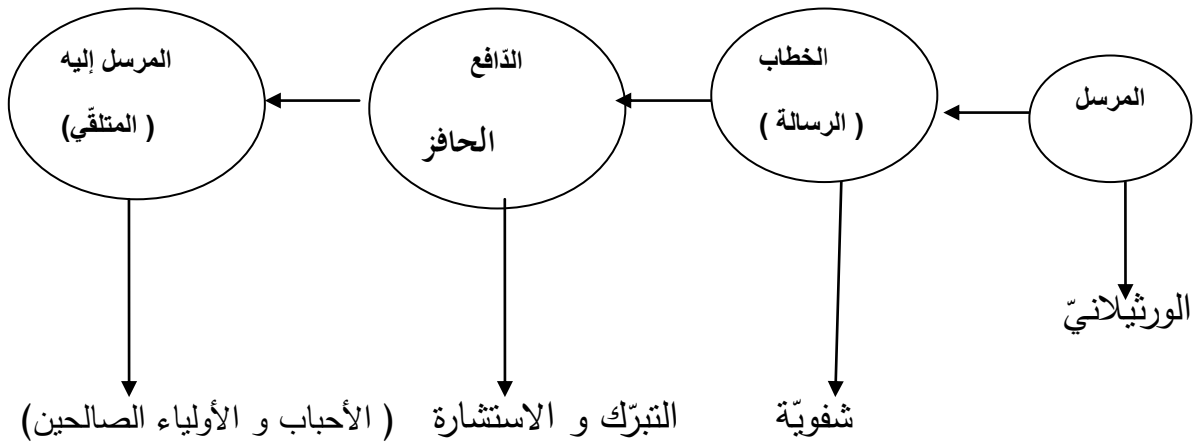 المرسل
الخطاب
( الرسالة )
الدّافع
الحافز
المرسل إليه
( المتلقّي)
الورثيلانيّ
شفويّة
التبرّك و الاستشارة
( الأحباب و الأولياء الصالحين)